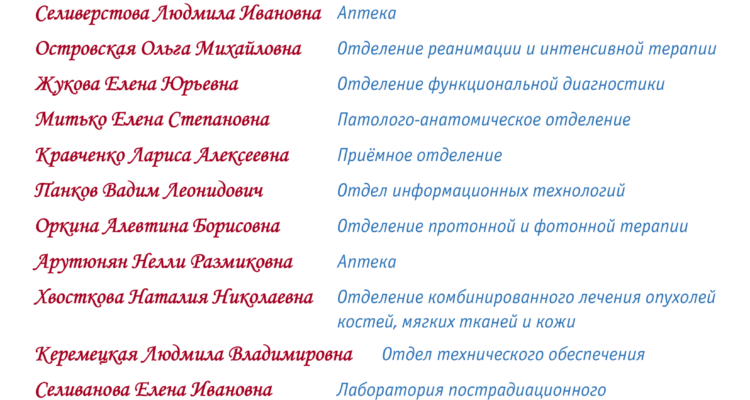 Селиверстова Людмила Ивановна Аптека
Островская Ольга Михайловна Отделение реанимации и интенсивной терапии
Жукова Елена Юрьевна Отделение функциональной диагностики
Митько Елена Степановна Патолого-анатомическое отделение
Кравченко Лариса Алексеевна Приёмное отделение
Панков Вадим Леонидович Отдел информационных технологий
Оркина Алевтина Борисовна Отделение протонной и фотонной терапии
Арутюнян Нелли Размиковна Аптека
Хвосткова Наталия Николаевна Отделение комбинированного лечения опухолей
костей, мягких тканей и кожи
Керемецкая Людмила Владимировна Отдел технического обеспечения
Селиванова Елена Ивановна Лаборатория пострадиационного